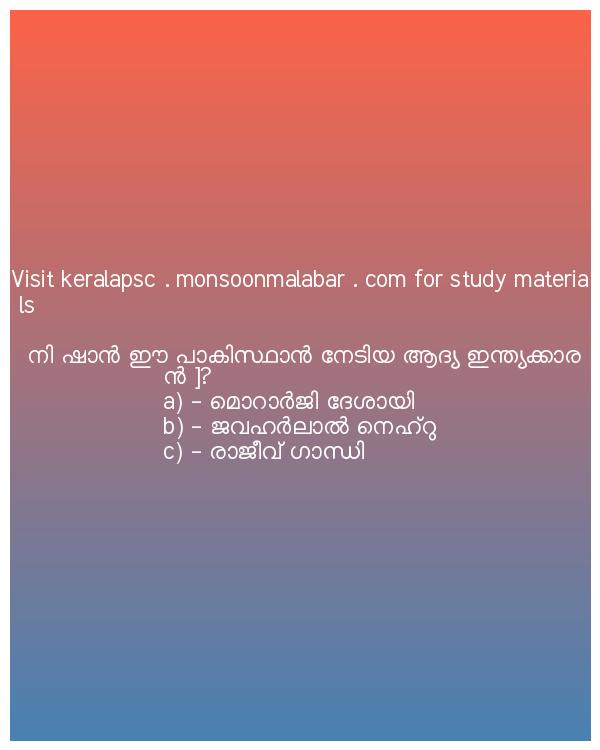 Visit keralapsc . monsoonmalabar . com for study materia
ls
നി ഷാൻ ഈ പാകിസ്ഥാൻ നേടിയ ആദ്യ ഇന്ത്യക്കാര
ൻ ]?
a) - മൊറാർജി ദേശായി
b) - ജവഹർലാൽ നെഹ്റു
c) - രാജീവ് ഗാന്ധി